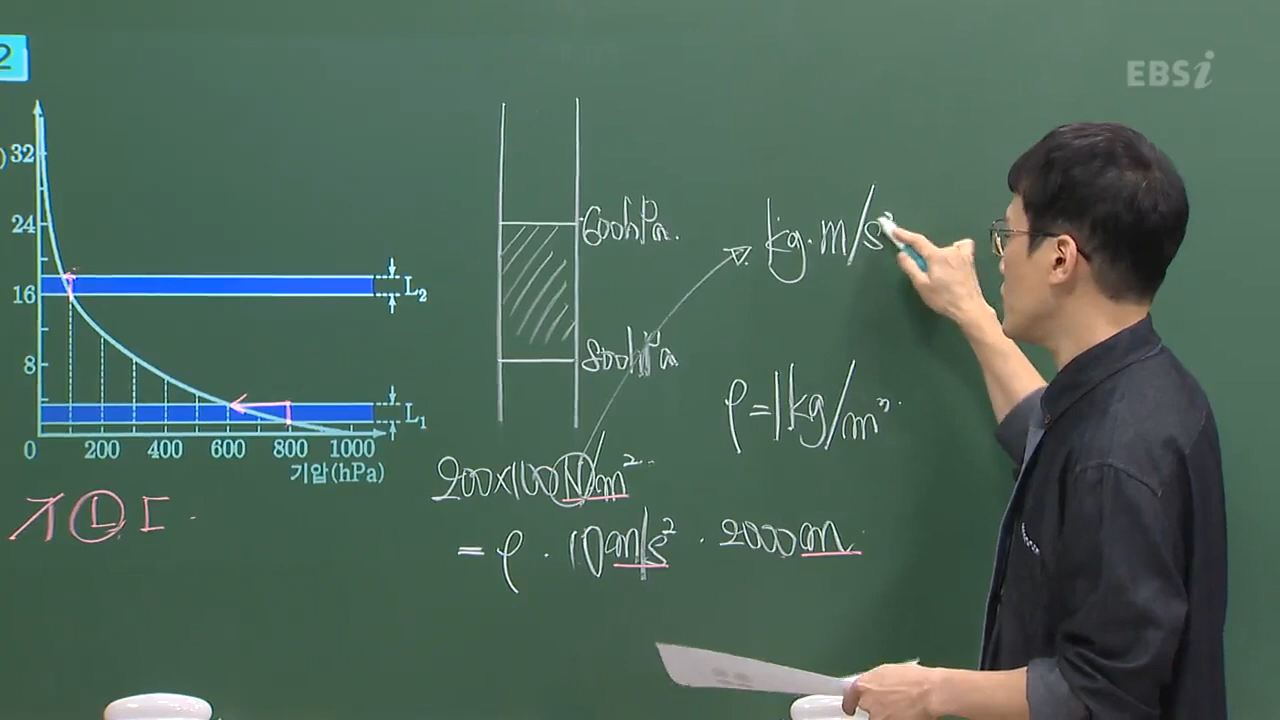 2
EBSi
)
32
24
16
8
0
200
400
600
800
1000
기압(hPa)
L₂
L₁
ㄱ ㄴ ㄷ
600hPa.
800hPa
kg·m/s²
ρ=1kg/m³
200×100N/m²
= ρ · 10m/s² · 2000m